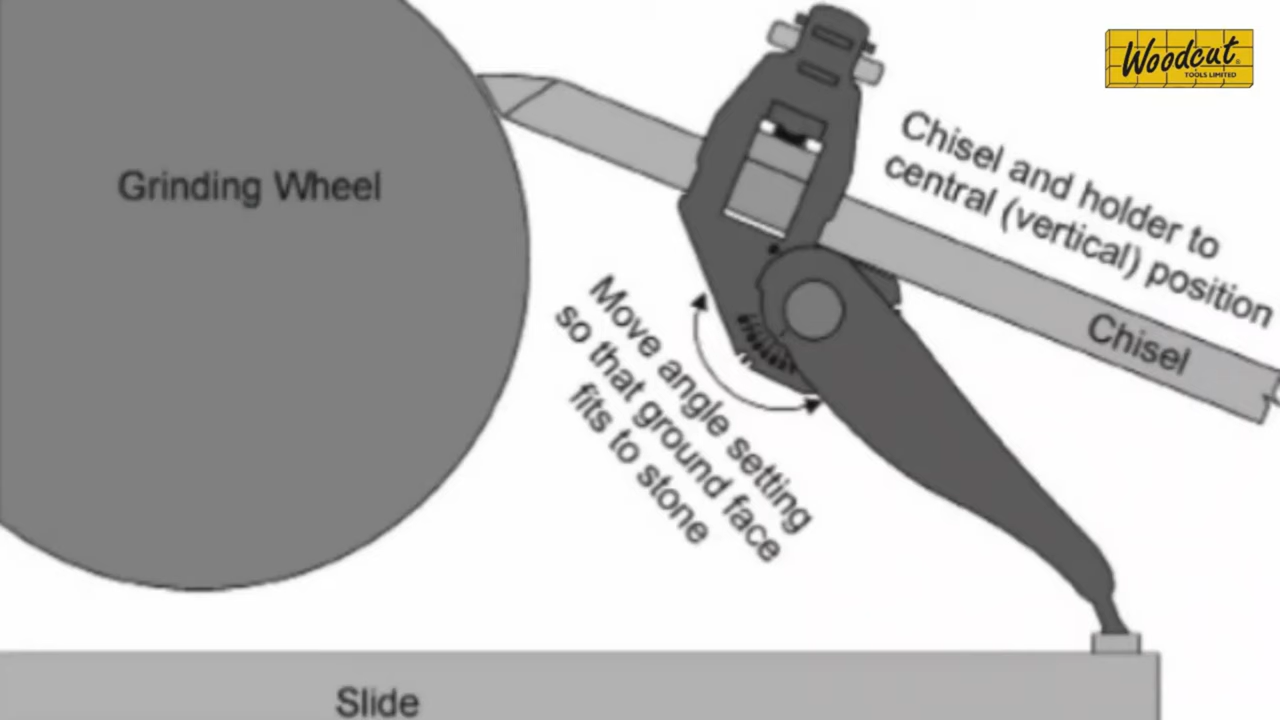 Woodcut
TOOLS LIMITED
Grinding Wheel
Chisel and holder to
central (vertical) position
Chisel
Move angle setting
so that ground face
fits to stone
Slide